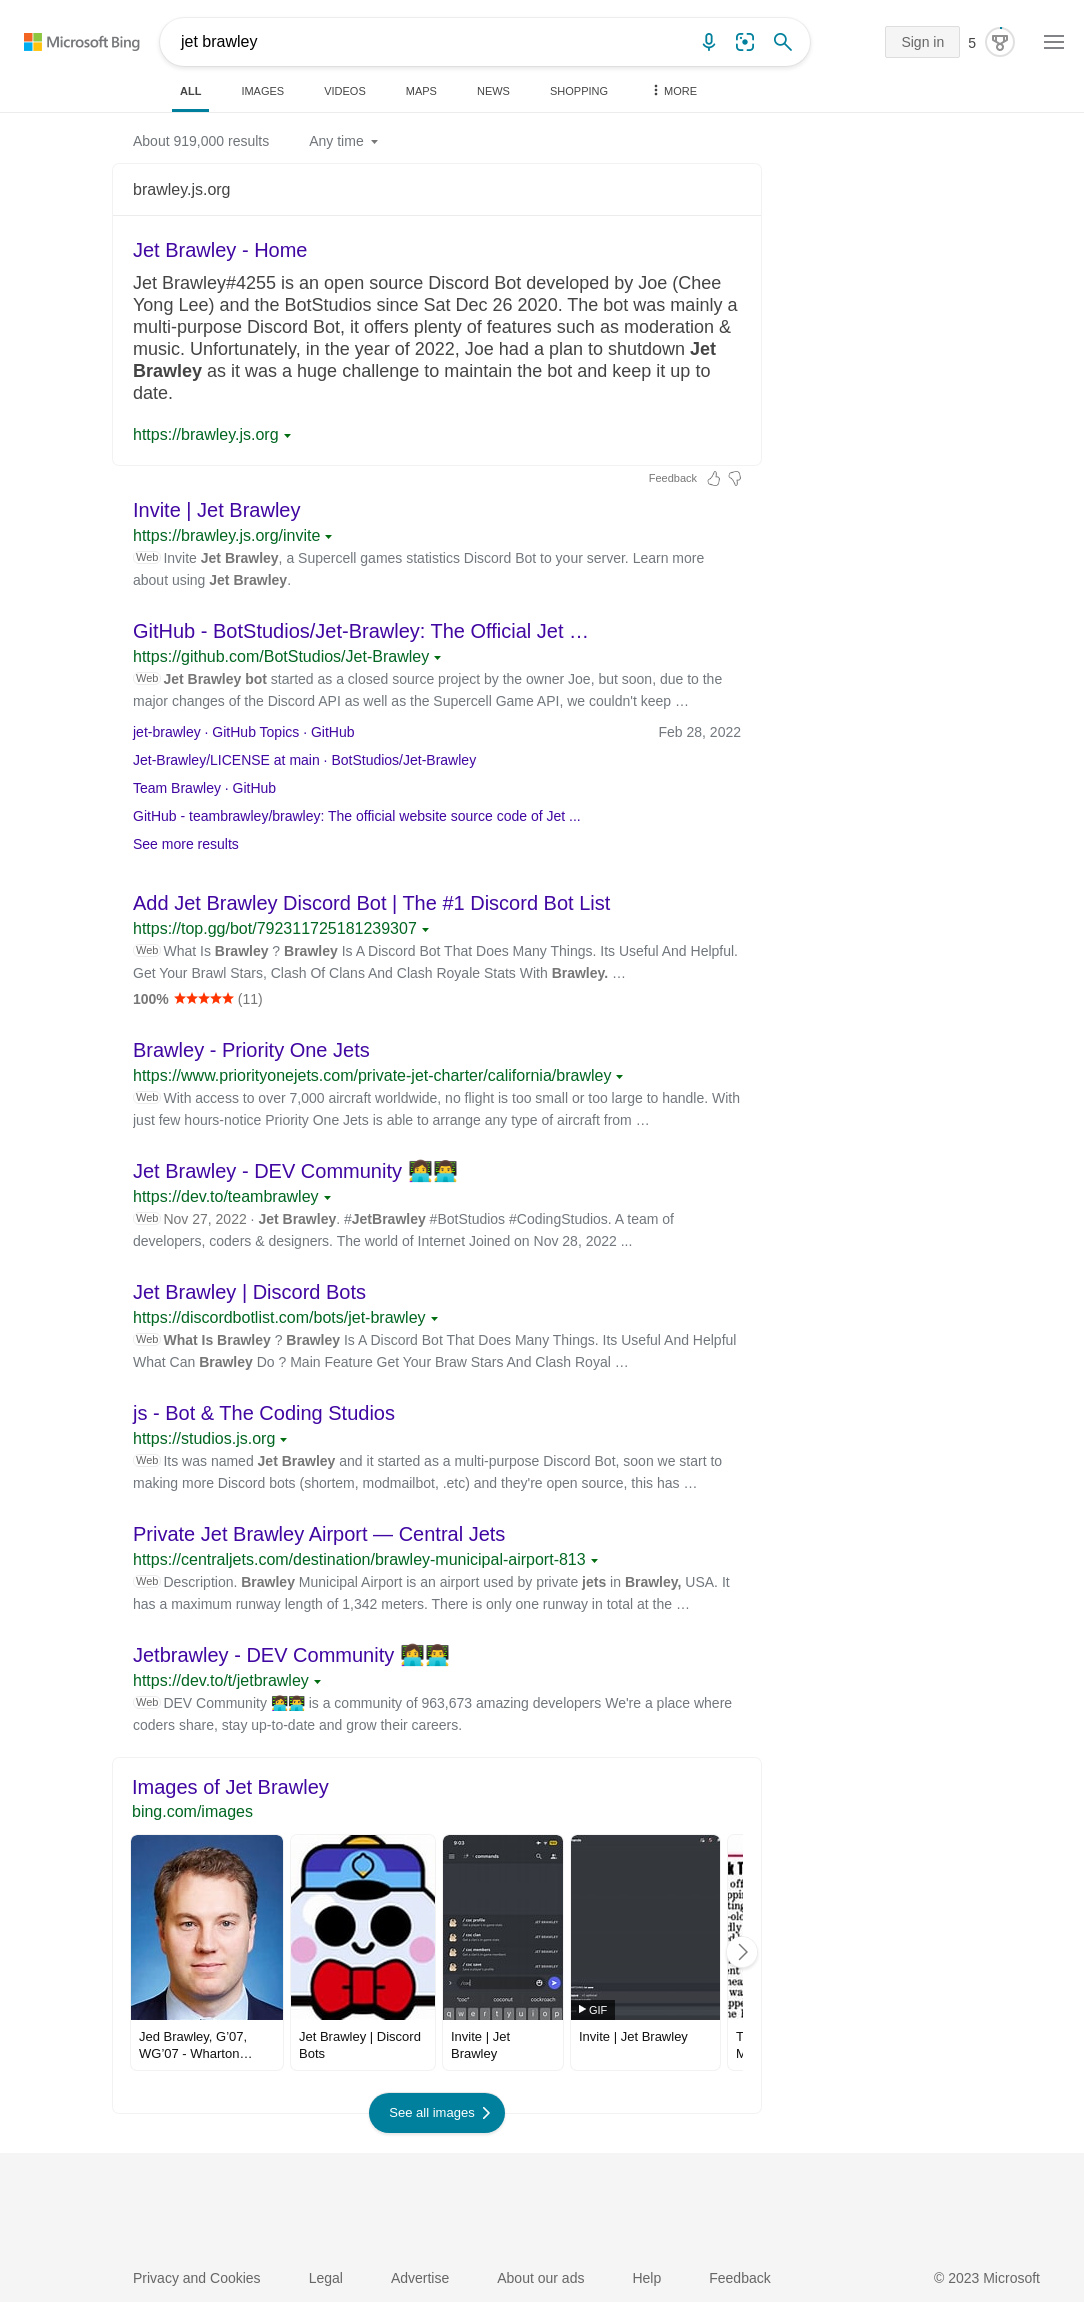 Microsoft Bing
jet brawley
Sign in
5
ALL
IMAGES
VIDEOS
MAPS
NEWS
SHOPPING
MORE
About 919,000 results
Any time
brawley.js.org
Jet Brawley - Home
Jet Brawley#4255 is an open source Discord Bot developed by Joe (Chee
Yong Lee) and the BotStudios since Sat Dec 26 2020. The bot was mainly a
multi-purpose Discord Bot, it offers plenty of features such as moderation &
music. Unfortunately, in the year of 2022, Joe had a plan to shutdown Jet
Brawley as it was a huge challenge to maintain the bot and keep it up to
date.
https://brawley.js.org
Feedback
Invite | Jet Brawley
https://brawley.js.org/invite
Web Invite Jet Brawley, a Supercell games statistics Discord Bot to your server. Learn more
about using Jet Brawley.
GitHub - BotStudios/Jet-Brawley: The Official Jet …
https://github.com/BotStudios/Jet-Brawley
Web Jet Brawley bot started as a closed source project by the owner Joe, but soon, due to the
major changes of the Discord API as well as the Supercell Game API, we couldn't keep …
jet-brawley · GitHub Topics · GitHub Feb 28, 2022
Jet-Brawley/LICENSE at main · BotStudios/Jet-Brawley
Team Brawley · GitHub
GitHub - teambrawley/brawley: The official website source code of Jet ...
See more results
Add Jet Brawley Discord Bot | The #1 Discord Bot List
https://top.gg/bot/792311725181239307
Web What Is Brawley ? Brawley Is A Discord Bot That Does Many Things. Its Useful And Helpful.
Get Your Brawl Stars, Clash Of Clans And Clash Royale Stats With Brawley. …
100% ★★★★★ (11)
Brawley - Priority One Jets
https://www.priorityonejets.com/private-jet-charter/california/brawley
Web With access to over 7,000 aircraft worldwide, no flight is too small or too large to handle. With
just few hours-notice Priority One Jets is able to arrange any type of aircraft from …
Jet Brawley - DEV Community 👩‍💻👨‍💻
https://dev.to/teambrawley
Web Nov 27, 2022 · Jet Brawley. #JetBrawley #BotStudios #CodingStudios. A team of
developers, coders & designers. The world of Internet Joined on Nov 28, 2022 ...
Jet Brawley | Discord Bots
https://discordbotlist.com/bots/jet-brawley
Web What Is Brawley ? Brawley Is A Discord Bot That Does Many Things. Its Useful And Helpful
What Can Brawley Do ? Main Feature Get Your Braw Stars And Clash Royal …
js - Bot & The Coding Studios
https://studios.js.org
Web Its was named Jet Brawley and it started as a multi-purpose Discord Bot, soon we start to
making more Discord bots (shortem, modmailbot, .etc) and they're open source, this has …
Private Jet Brawley Airport — Central Jets
https://centraljets.com/destination/brawley-municipal-airport-813
Web Description. Brawley Municipal Airport is an airport used by private jets in Brawley, USA. It
has a maximum runway length of 1,342 meters. There is only one runway in total at the …
Jetbrawley - DEV Community 👩‍💻👨‍💻
https://dev.to/t/jetbrawley
Web DEV Community 👩‍💻👨‍💻 is a community of 963,673 amazing developers We're a place where
coders share, stay up-to-date and grow their careers.
Images of Jet Brawley
bing.com/images
9:03
commands
/ coc profile
/ coc clan
/ coc members
/ coc save
"coc" coconut cockroach
q w e r t y u i o p
GIF
Jed Brawley, G'07,
WG'07 - Wharton…
Jet Brawley | Discord
Bots
Invite | Jet
Brawley
Invite | Jet Brawley
See all images
Privacy and Cookies
Legal
Advertise
About our ads
Help
Feedback
© 2023 Microsoft